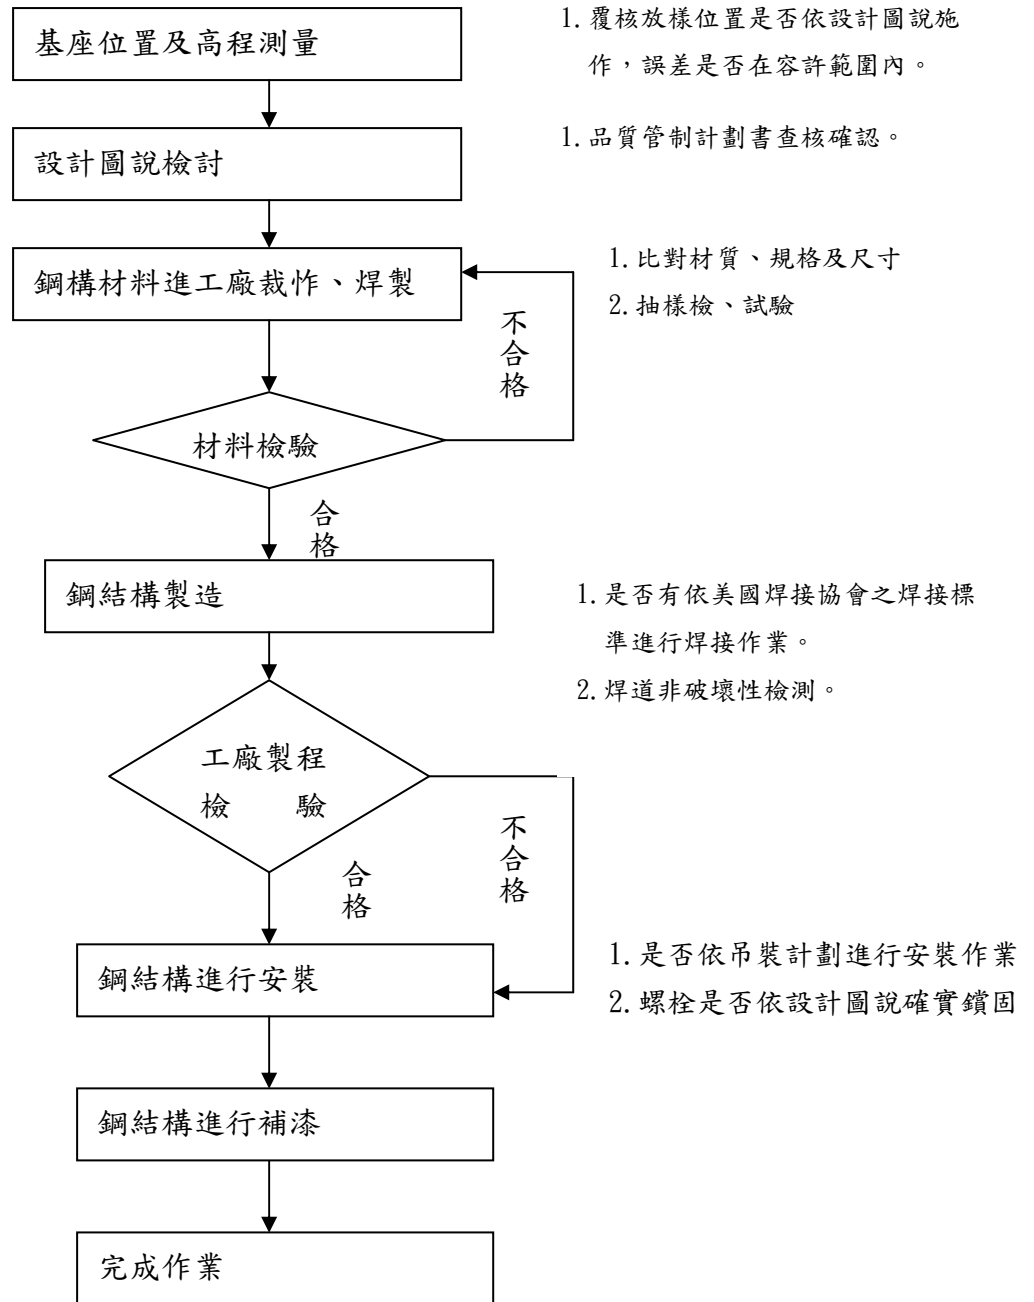 基座位置及高程測量
1. 覆核放樣位置是否依設計圖說施
作，誤差是否在容許範圍內。
設計圖說檢討
1. 品質管制計劃書查核確認。
鋼構材料進工廠裁怍、焊製
1. 比對材質、規格及尺寸
2. 抽樣檢、試驗
不合格
材料檢驗
合格
鋼結構製造
1. 是否有依美國焊接協會之焊接標
準進行焊接作業。
2. 焊道非破壞性檢測。
工廠製程
檢 驗
不合格
合格
鋼結構進行安裝
1. 是否依吊裝計劃進行安裝作業
2. 螺栓是否依設計圖說確實鎖固
鋼結構進行補漆
完成作業